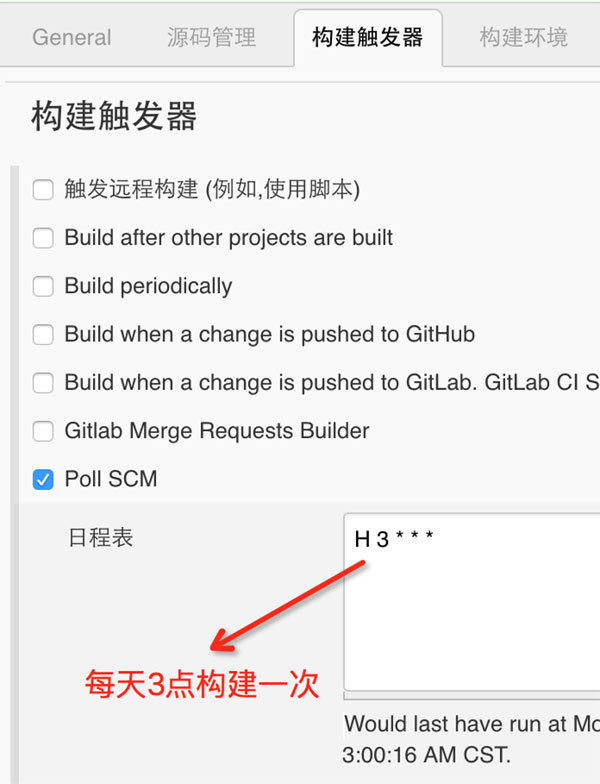 General 源码管理 构建触发器 构建环境
构建触发器
触发远程构建 (例如,使用脚本)
Build after other projects are built
Build periodically
Build when a change is pushed to GitHub
Build when a change is pushed to GitLab. GitLab CI S
Gitlab Merge Requests Builder
Poll SCM
日程表
H 3 * * *
每天3点构建一次
Would last have run at Mo
3:00:16 AM CST.